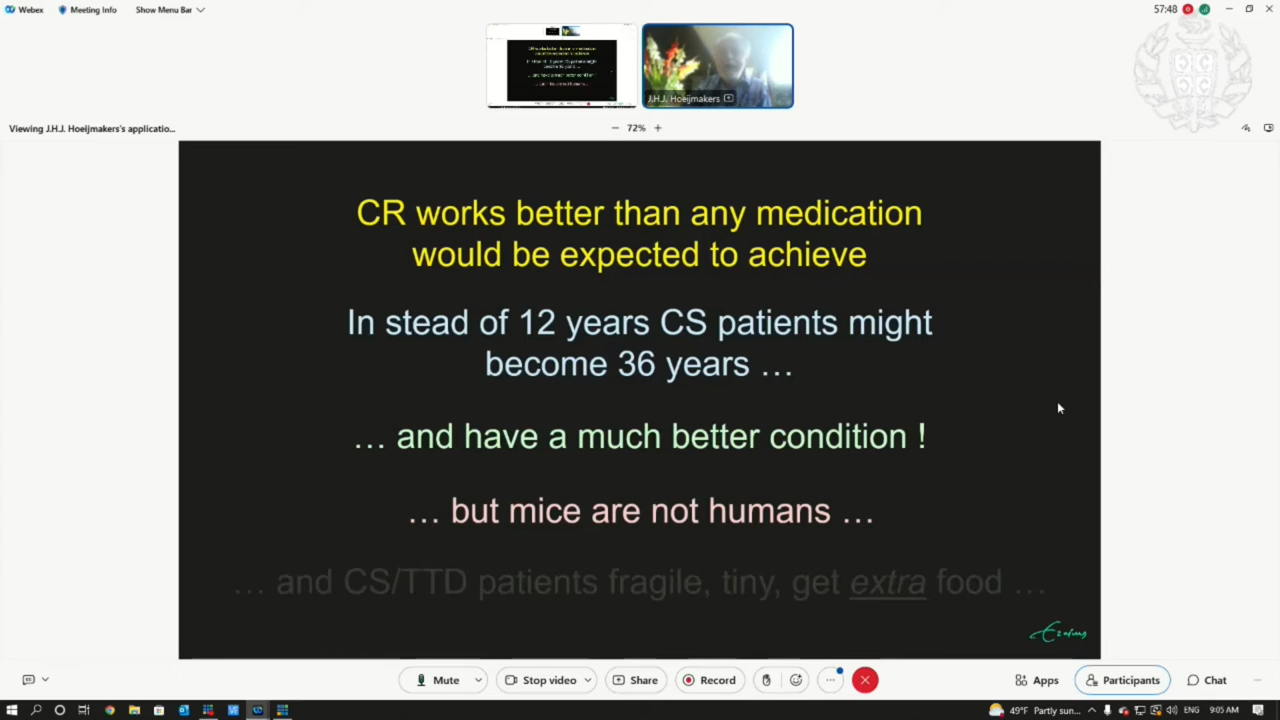 Webex
Meeting Info
Show Menu Bar
57:48
J.H.J. Hoeijmakers
Viewing J.H.J. Hoeijmakers's applicatio...
72%
CR works better than any medication
would be expected to achieve
In stead of 12 years CS patients might
become 36 years ...
... and have a much better condition !
... but mice are not humans ...
... and CS/TTD patients fragile, tiny, get extra food ...
Erasmus
Mute
Stop video
Share
Record
Apps
Participants
Chat
49°F Partly sun...
ENG
9:05 AM